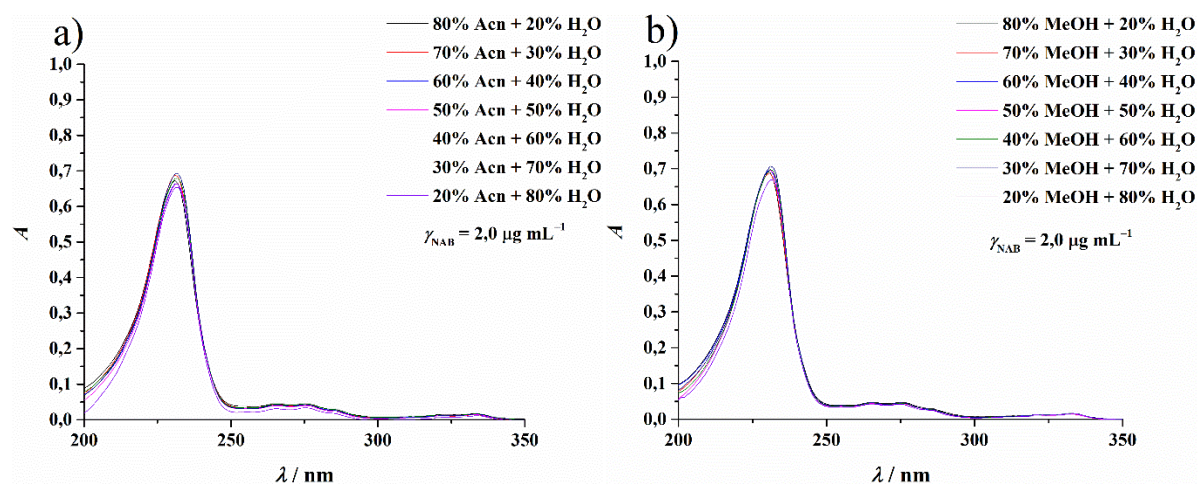 a)
80% Acn + 20% H₂O
70% Acn + 30% H₂O
60% Acn + 40% H₂O
50% Acn + 50% H₂O
40% Acn + 60% H₂O
30% Acn + 70% H₂O
20% Acn + 80% H₂O
γNAB = 2,0 μg mL⁻¹
1,0
0,9
0,8
0,7
0,6
0,5
0,4
0,3
0,2
0,1
0,0
A
200
250
300
350
λ / nm
b)
80% MeOH + 20% H₂O
70% MeOH + 30% H₂O
60% MeOH + 40% H₂O
50% MeOH + 50% H₂O
40% MeOH + 60% H₂O
30% MeOH + 70% H₂O
20% MeOH + 80% H₂O
γNAB = 2,0 μg mL⁻¹
1,0
0,9
0,8
0,7
0,6
0,5
0,4
0,3
0,2
0,1
0,0
A
200
250
300
350
λ / nm